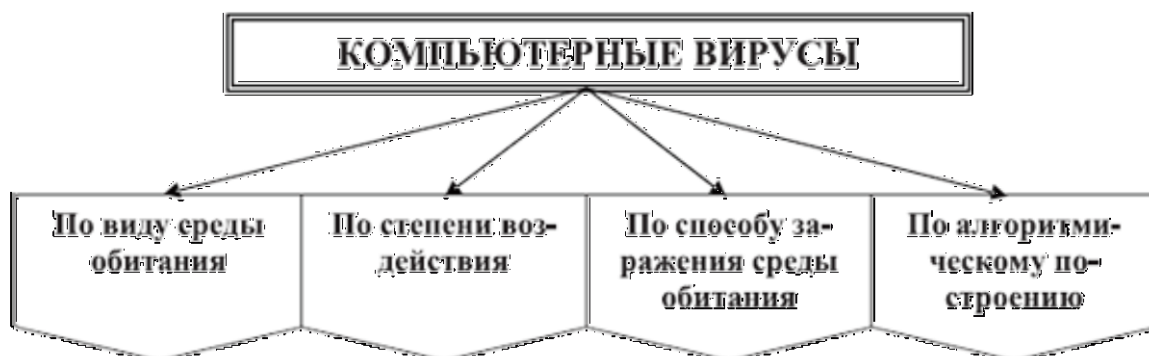 КОМПЬЮТЕРНЫЕ ВИРУСЫ
По виду среды
обитания
По степени воз-
действия
По способу за-
ражения среды
обитания
По алгоритми-
ческому по-
строению